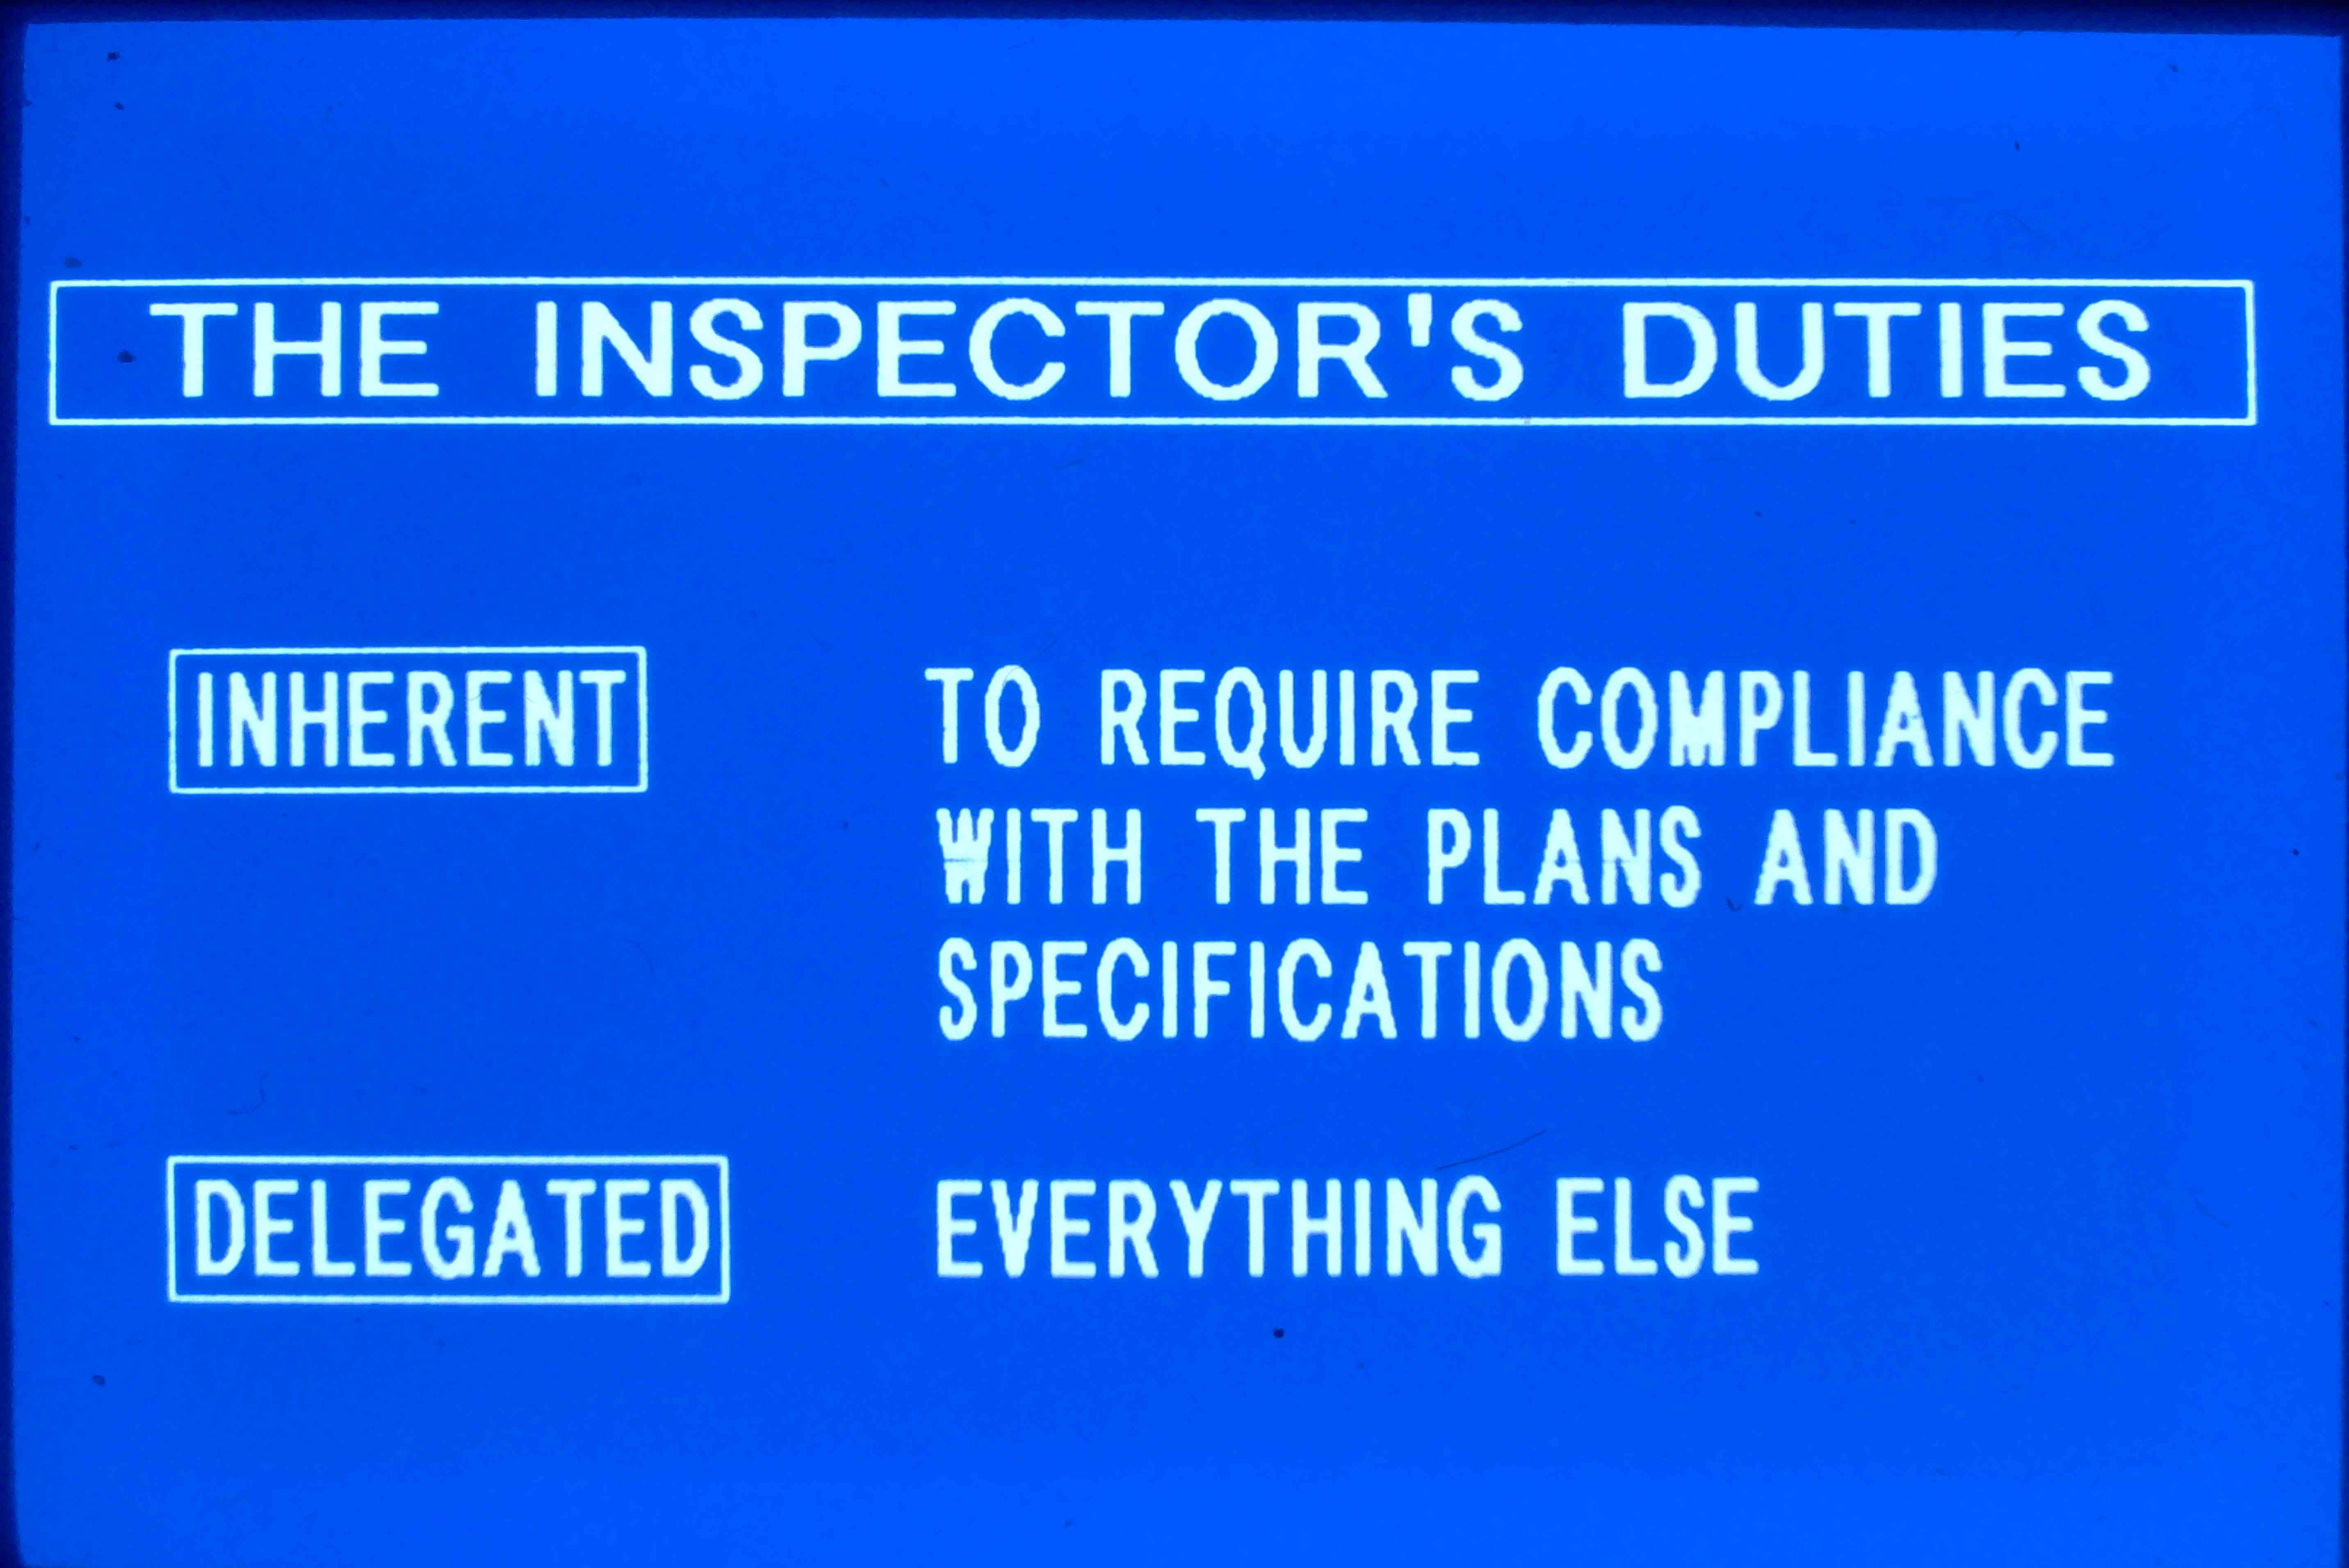 THE INSPECTOR'S DUTIES
INHERENT TO REQUIRE COMPLIANCE
WITH THE PLANS AND
SPECIFICATIONS
DELEGATED EVERYTHING ELSE